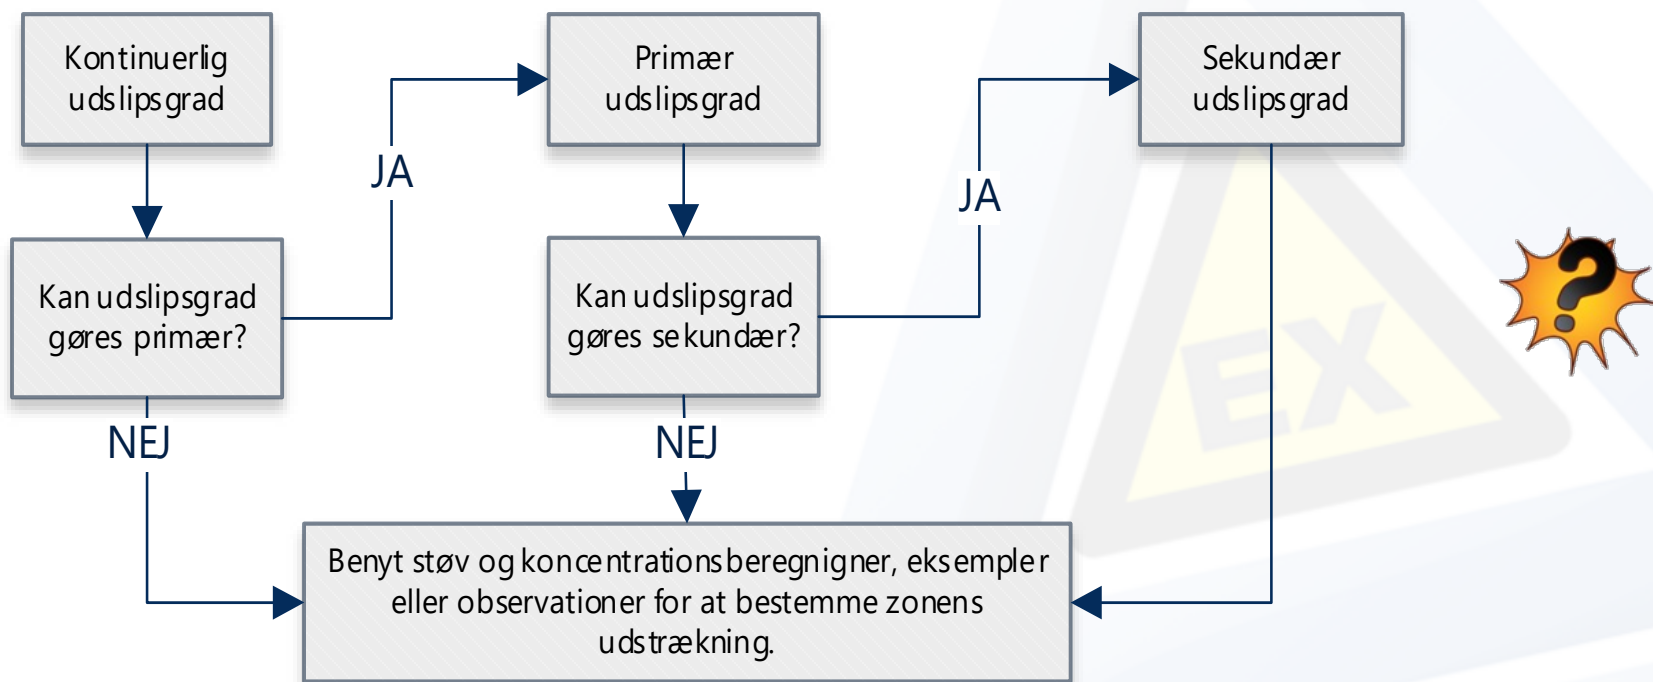 Kontinuerlig
udslipsgrad
Primær
udslipsgrad
Sekundær
udslipsgrad
JA
JA
Kan udslipsgrad
gøres primær?
Kan udslipsgrad
gøres sekundær?
NEJ
NEJ
Benyt støv og koncentrationsberegnigner, eksempler
eller observationer for at bestemme zonens
udstrækning.
?
EX